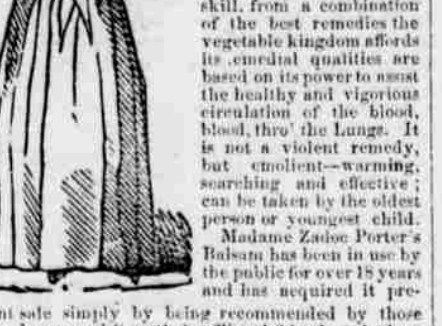 skill, from a combination
of the best remedies the
vegetable kingdom affords
its .emedial qualities are
based on its power to assist
the healthy and vigorious
circulation of the blood,
blood, thro' the Lungs. It
is not a violent remedy,
but emolient—warming,
searching and effective ;
can be taken by the oldest
person or youngest child.
Madame Zadoc Porter's
Balsam has been in use by
the public for over 18 years
and has acquired it pre-
nt sale simply by being recommended by those